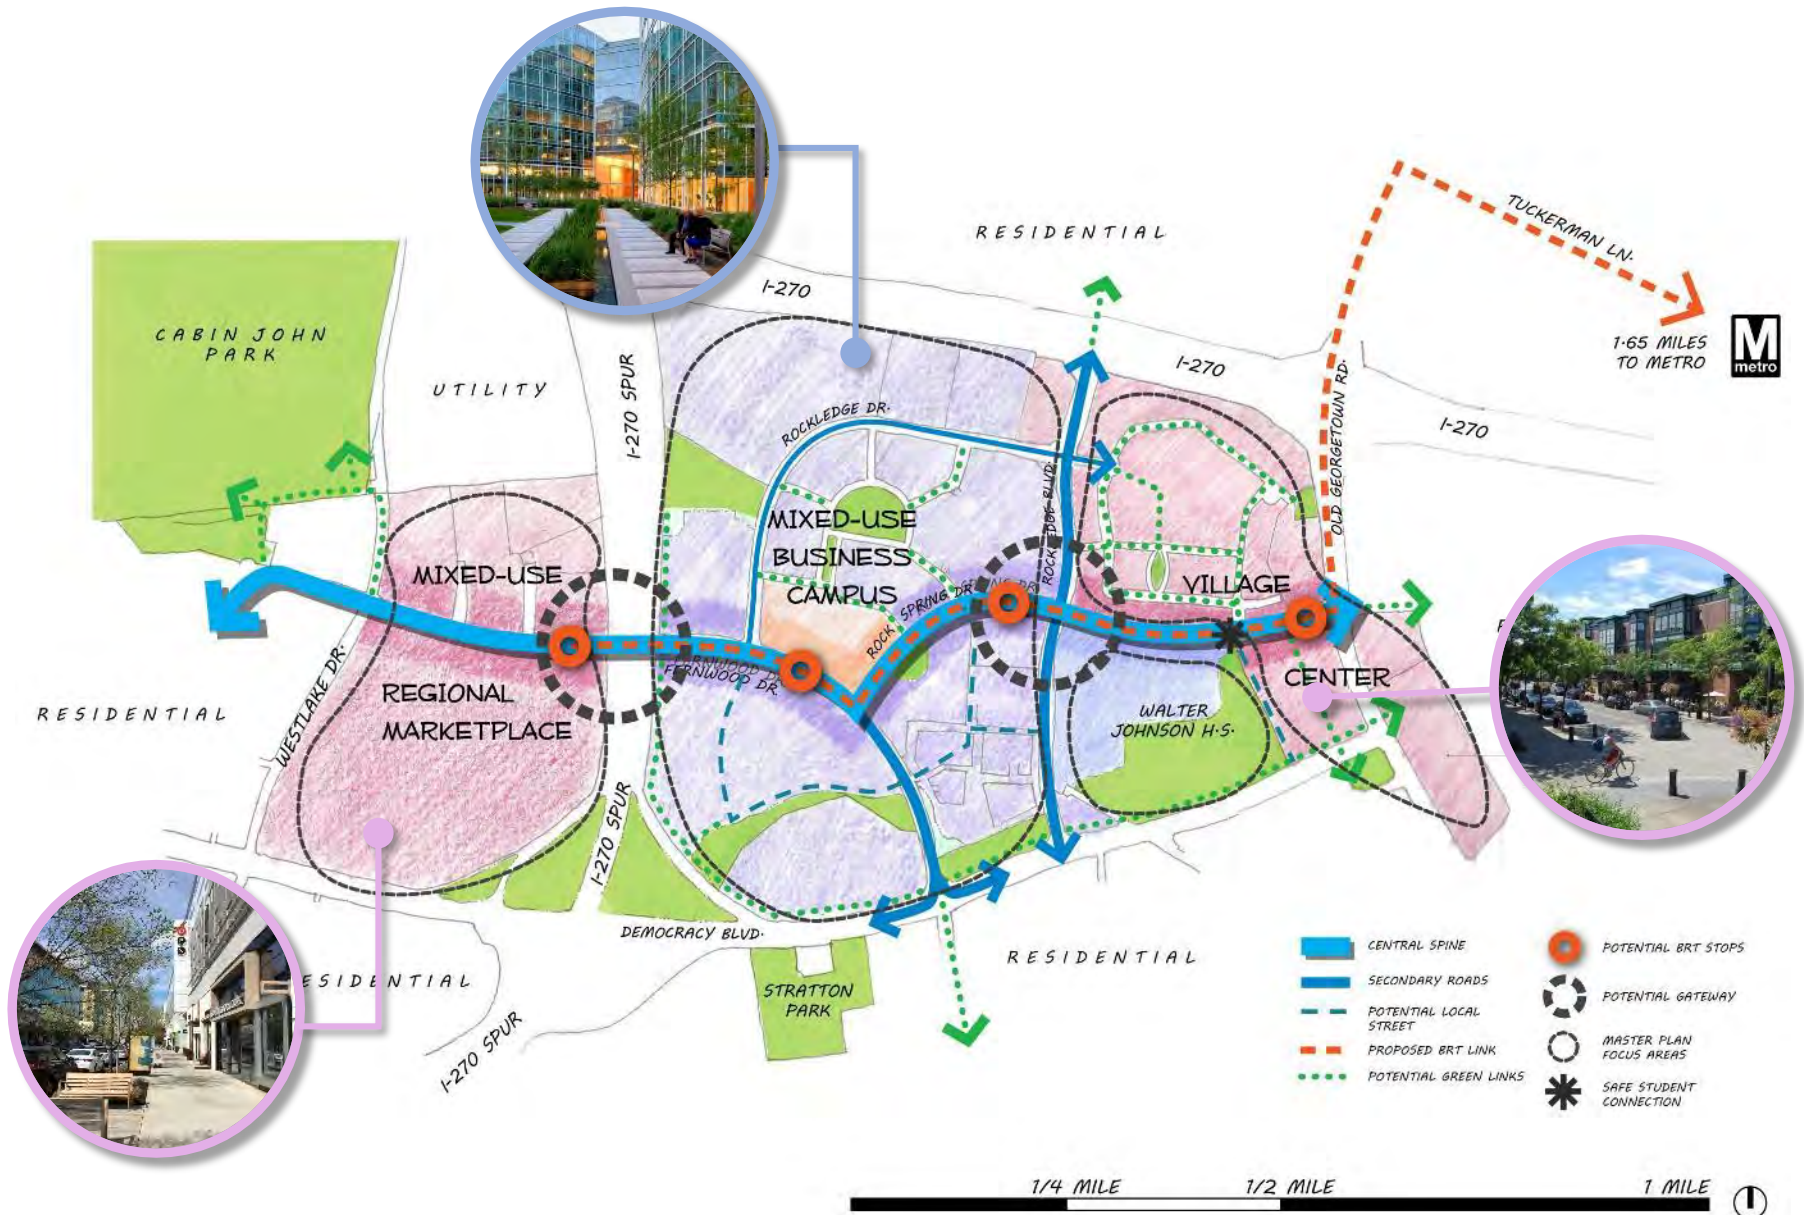 RESIDENTIAL
I-270
TUCKERMAN LN.
CABIN JOHN
PARK
UTILITY
I-270 SPUR
1.65 MILES
TO METRO
M
metro
I-270
OLD GEORGETOWN RD.
I-270
ROCKLEDGE DR.
ROCKLEDGE BLVD.
MIXED-USE
BUSINESS
CAMPUS
MIXED-USE
VILLAGE
ROCK SPRING DR.
FERNWOOD DR.
REGIONAL
MARKETPLACE
CENTER
WALTER
JOHNSON H.S.
RESIDENTIAL
WESTLAKE DR.
I-270 SPUR
DEMOCRACY BLVD.
ESIDENTIAL
RESIDENTIAL
STRATTON
PARK
I-270 SPUR
CENTRAL SPINE
SECONDARY ROADS
POTENTIAL LOCAL
STREET
PROPOSED BRT LINK
POTENTIAL GREEN LINKS
POTENTIAL BRT STOPS
POTENTIAL GATEWAY
MASTER PLAN
FOCUS AREAS
SAFE STUDENT
CONNECTION
1/4 MILE
1/2 MILE
1 MILE